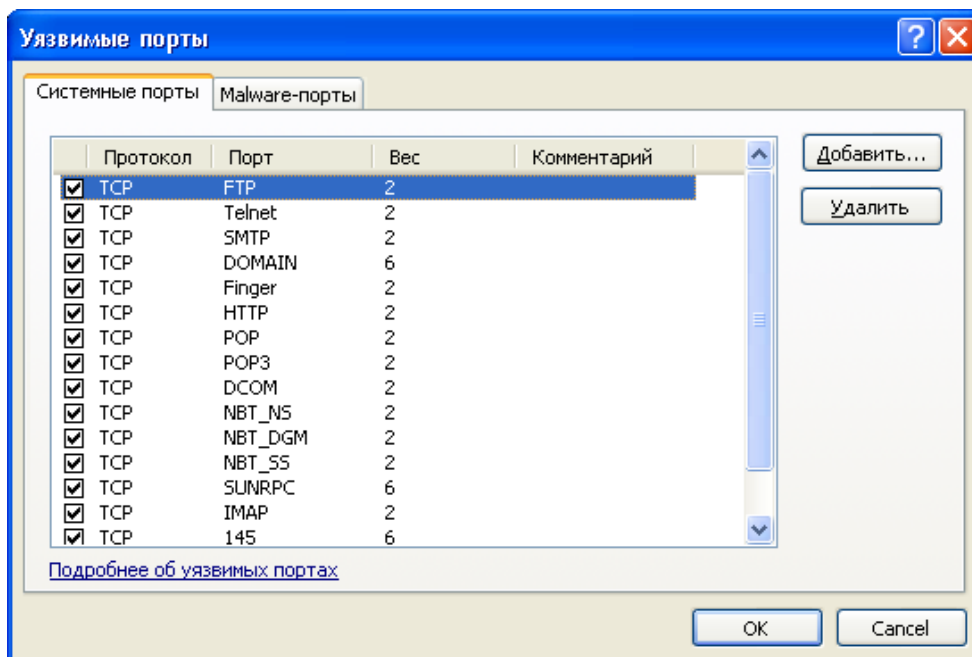 Уязвимые порты
Системные порты Malware-порты
Протокол Порт Вес Комментарий
TCP FTP 2
TCP Telnet 2
TCP SMTP 2
TCP DOMAIN 6
TCP Finger 2
TCP HTTP 2
TCP POP 2
TCP POP3 2
TCP DCOM 2
TCP NBT_NS 2
TCP NBT_DGM 2
TCP NBT_SS 2
TCP SUNRPC 6
TCP IMAP 2
TCP 145 6
Добавить...
Удалить
Подробнее об уязвимых портах
OK Cancel